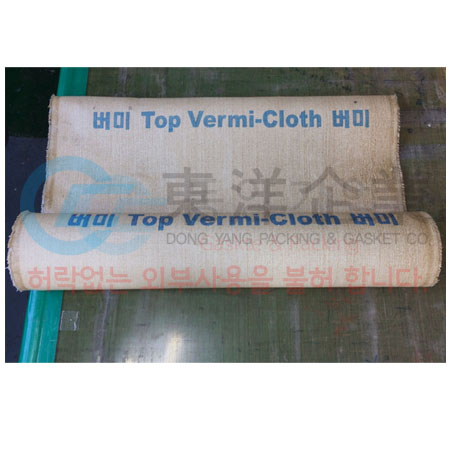 버미 Top Vermi-Cloth 버미
東洋企業
버미 Top Vermi-Cloth 버미
DONG YANG PACKING & GASKET CO.
허락없는 외부사용을 불허 합니다.